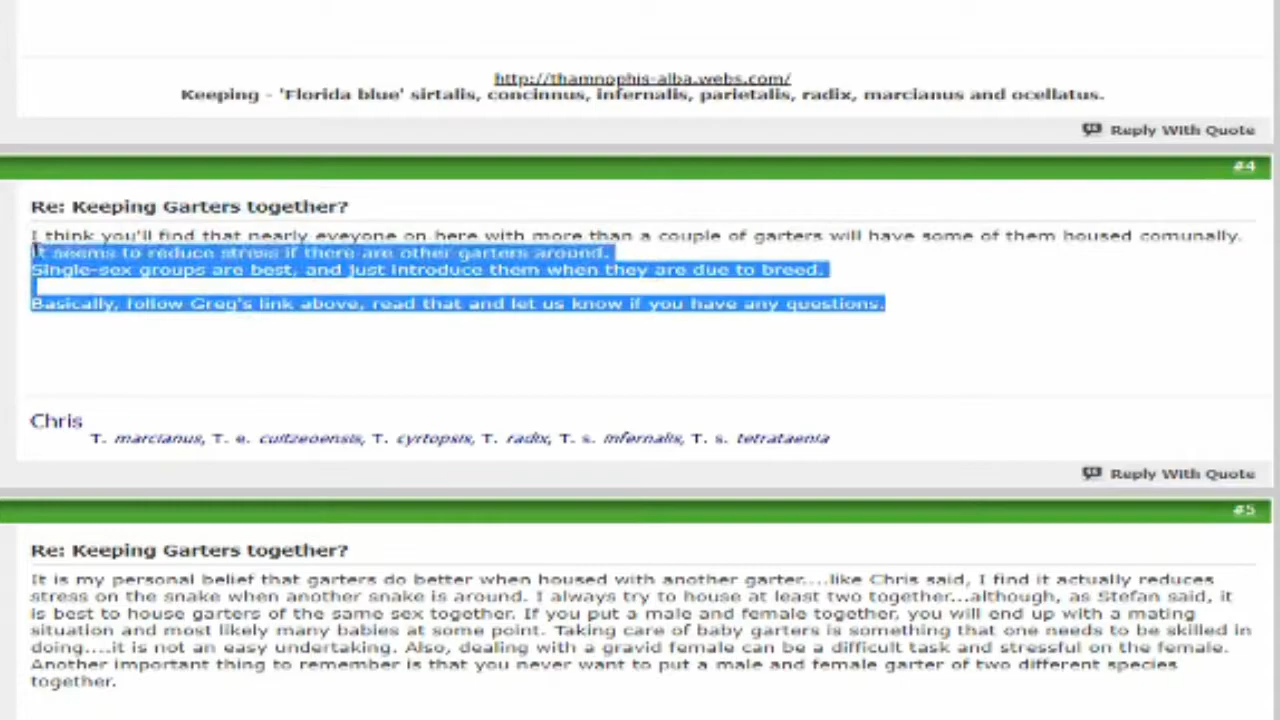 http://thamnophis-alba.webs.com/
Keeping - 'Florida blue' sirtalis, concinnus, infernalis, parietalis, radix, marcianus and ocellatus.
Reply With Quote
#4
Re: Keeping Garters together?
I think you'll find that nearly eveyone on here with more than a couple of garters will have some of them housed comunally.
It seems to reduce stress if there are other garters around.
Single-sex groups are best, and just introduce them when they are due to breed.
Basically, follow Greg's link above, read that and let us know if you have any questions.
Chris
T. marcianus, T. e. cuitzeoensis, T. cyrtopsis, T. radix, T. s. infernalis, T. s. tetrataenia
Reply With Quote
#5
Re: Keeping Garters together?
It is my personal belief that garters do better when housed with another garter....like Chris said, I find it actually reduces
stress on the snake when another snake is around. I always try to house at least two together...although, as Stefan said, it
is best to house garters of the same sex together. If you put a male and female together, you will end up with a mating
situation and most likely many babies at some point. Taking care of baby garters is something that one needs to be skilled in
doing....it is not an easy undertaking. Also, dealing with a gravid female can be a difficult task and stressful on the female.
Another important thing to remember is that you never want to put a male and female garter of two different species
together.